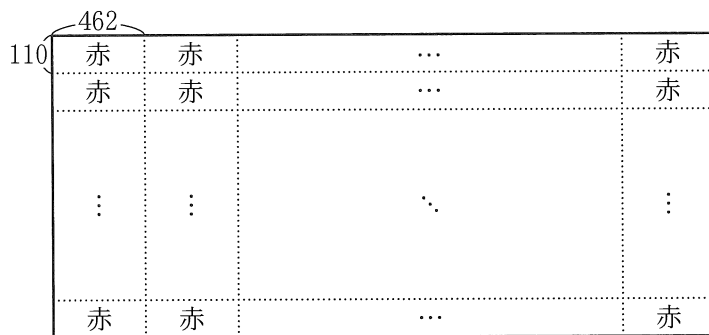 462
110 赤 赤 … 赤
赤 赤 … 赤
⋮ ⋮ ⋱ ⋮
赤 赤 … 赤